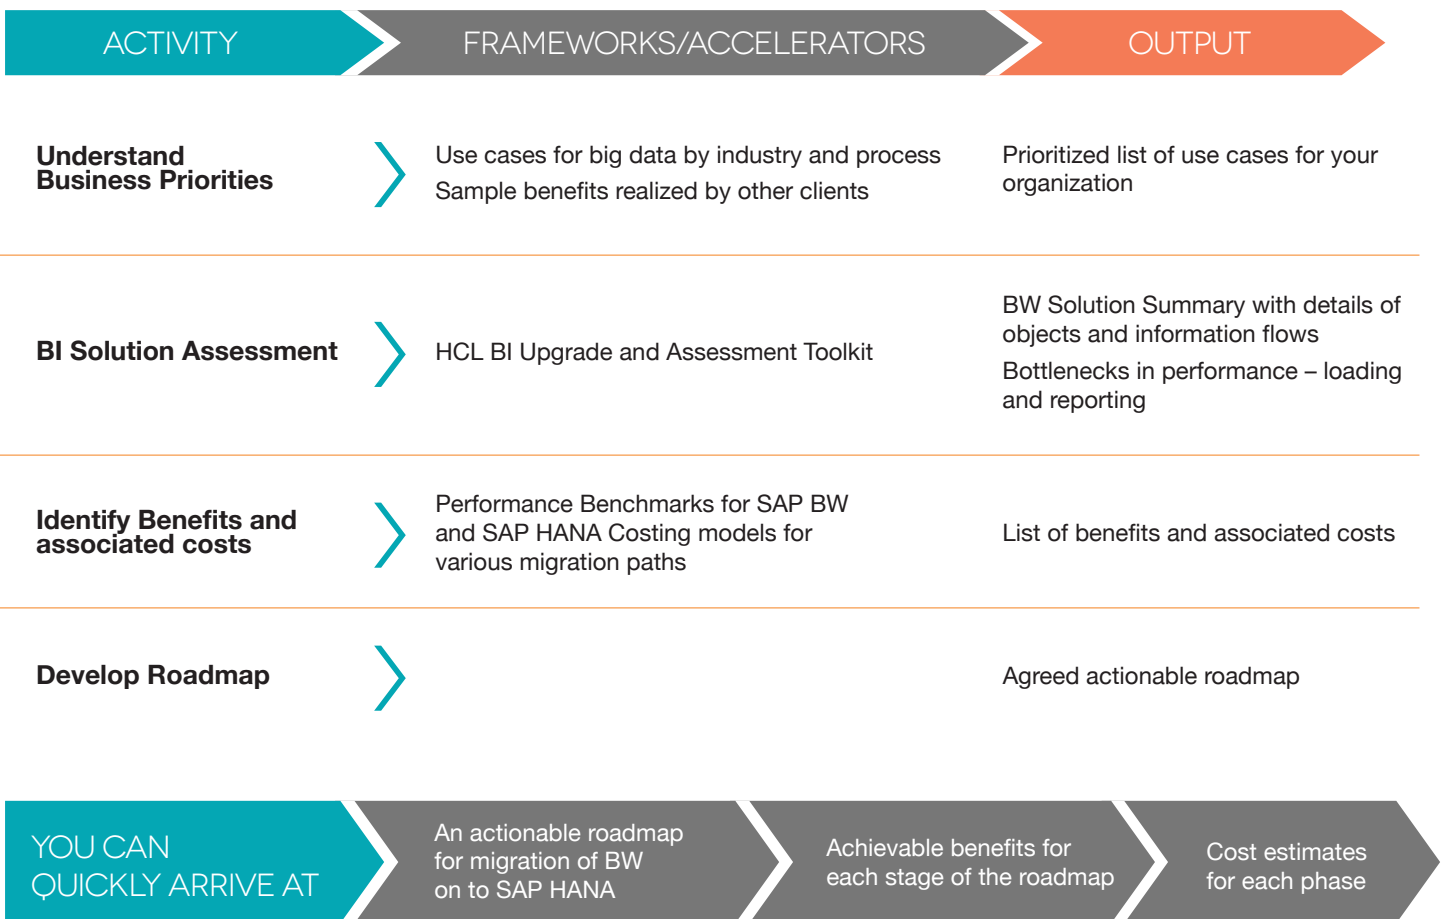 ACTIVITY
FRAMEWORKS/ACCELERATORS
OUTPUT
Understand
Business Priorities
Use cases for big data by industry and process
Sample benefits realized by other clients
Prioritized list of use cases for your
organization
BI Solution Assessment
HCL BI Upgrade and Assessment Toolkit
BW Solution Summary with details of
objects and information flows
Bottlenecks in performance – loading
and reporting
Identify Benefits and
associated costs
Performance Benchmarks for SAP BW
and SAP HANA Costing models for
various migration paths
List of benefits and associated costs
Develop Roadmap
Agreed actionable roadmap
YOU CAN
QUICKLY ARRIVE AT
An actionable roadmap
for migration of BW
on to SAP HANA
Achievable benefits for
each stage of the roadmap
Cost estimates
for each phase